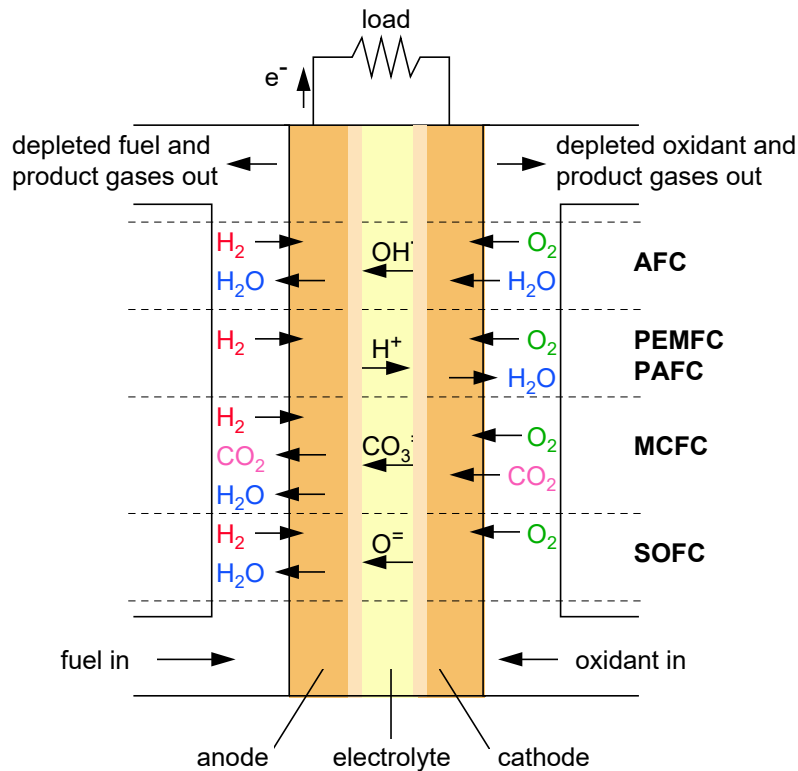 load
e⁻
depleted fuel and
product gases out
depleted oxidant and
product gases out
H₂
OH⁻
O₂
H₂O
H₂O
AFC
H₂
H⁺
O₂
H₂O
PEMFC
PAFC
H₂
CO₂
H₂O
CO₃⁼
O₂
CO₂
MCFC
H₂
H₂O
O⁼
O₂
SOFC
fuel in
oxidant in
anode
electrolyte
cathode